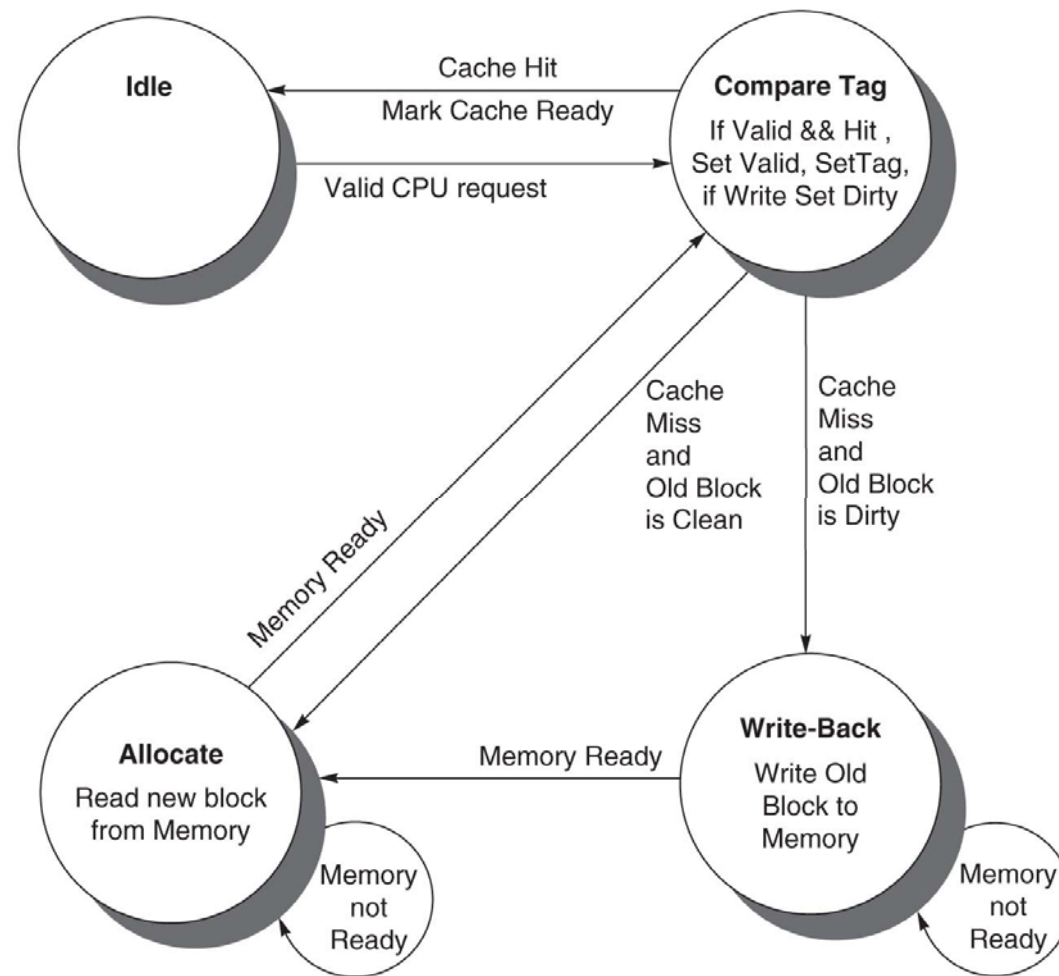 Idle
Cache Hit
Mark Cache Ready
Valid CPU request
Compare Tag
If Valid && Hit ,
Set Valid, SetTag,
if Write Set Dirty
Cache
Miss
and
Old Block
is Clean
Cache
Miss
and
Old Block
is Dirty
Memory Ready
Allocate
Read new block
from Memory
Memory
not
Ready
Memory Ready
Write-Back
Write Old
Block to
Memory
Memory
not
Ready